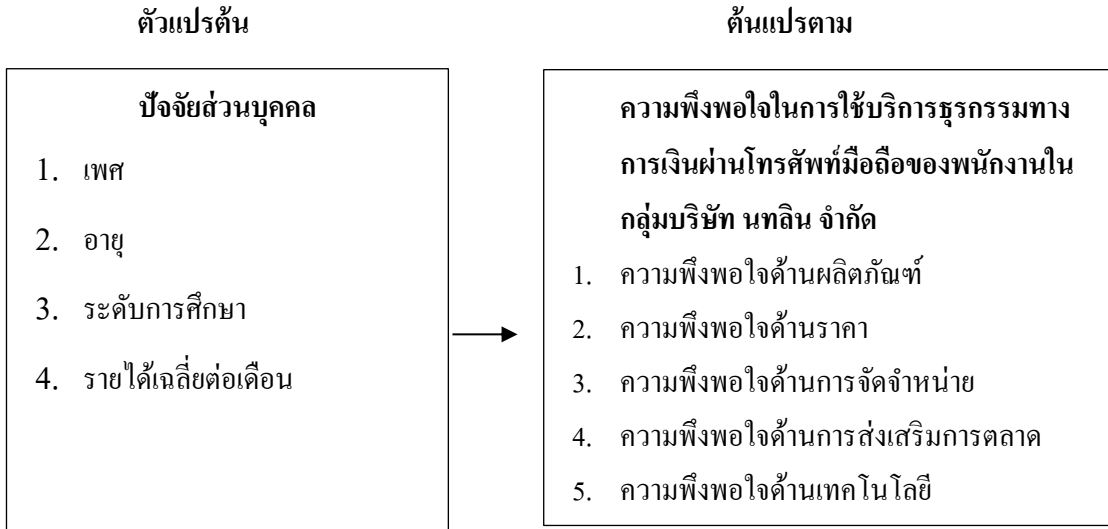 ตัวแปรต้น
ปัจจัยส่วนบุคคล
1. เพศ
2. อายุ
3. ระดับการศึกษา
4. รายได้เฉลี่ยต่อเดือน
ต้นแปรตาม
ความพึงพอใจในการใช้บริการธุรกรรมทาง
การเงินผ่านโทรศัพท์มือถือของพนักงานใน
กลุ่มบริษัท นทลิน จำกัด
1. ความพึงพอใจด้านผลิตภัณฑ์
2. ความพึงพอใจด้านราคา
3. ความพึงพอใจด้านการจัดจำหน่าย
4. ความพึงพอใจด้านการส่งเสริมการตลาด
5. ความพึงพอใจด้านเทคโนโลยี